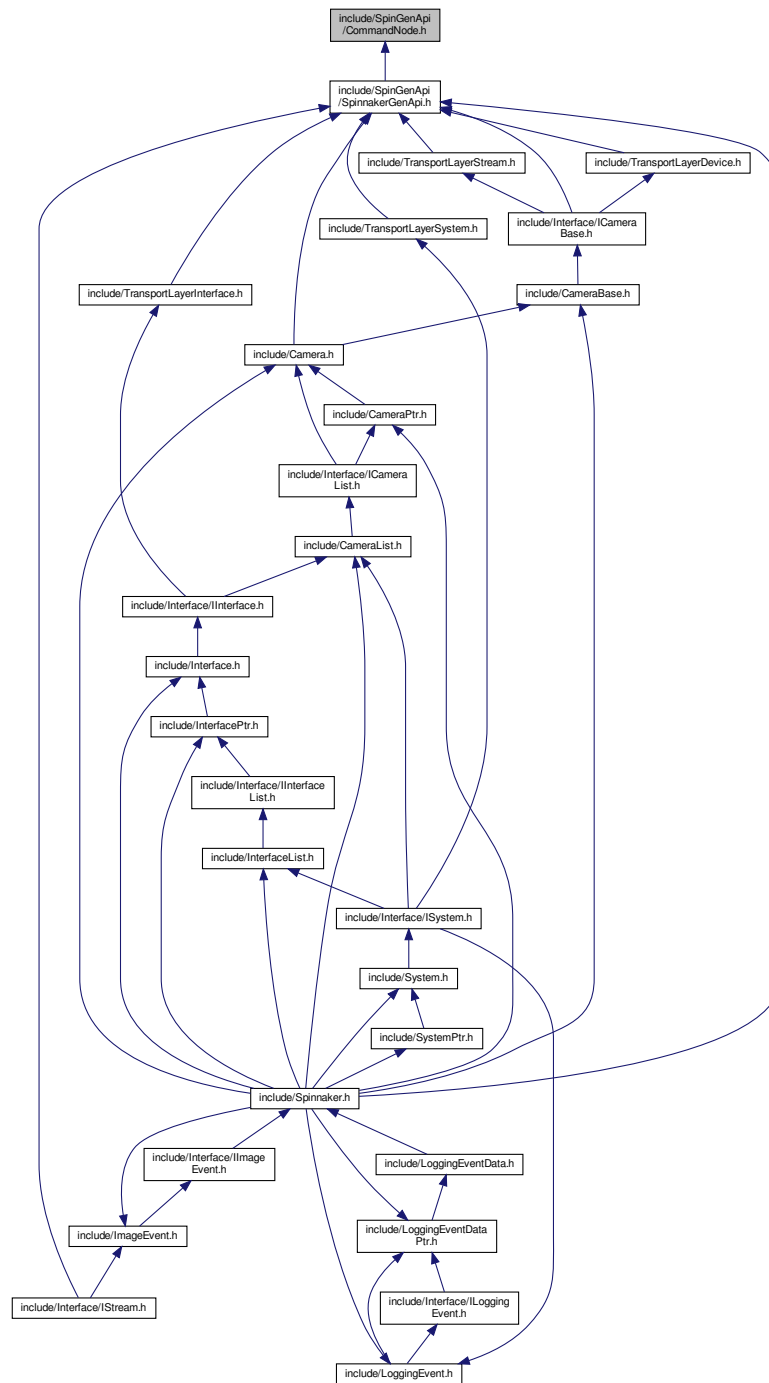 include/SpinGenApi
/CommandNode.h
include/SpinGenApi
/SpinnakerGenApi.h
include/TransportLayerStream.h
include/TransportLayerDevice.h
include/TransportLayerSystem.h
include/Interface/ICamera
Base.h
include/TransportLayerInterface.h
include/CameraBase.h
include/Camera.h
include/CameraPtr.h
include/Interface/ICamera
List.h
include/CameraList.h
include/Interface/IInterface.h
include/Interface.h
include/InterfacePtr.h
include/Interface/IInterface
List.h
include/InterfaceList.h
include/Interface/ISystem.h
include/System.h
include/SystemPtr.h
include/Spinnaker.h
include/Interface/IImage
Event.h
include/LoggingEventData.h
include/ImageEvent.h
include/LoggingEventData
Ptr.h
include/Interface/IStream.h
include/Interface/ILogging
Event.h
include/LoggingEvent.h